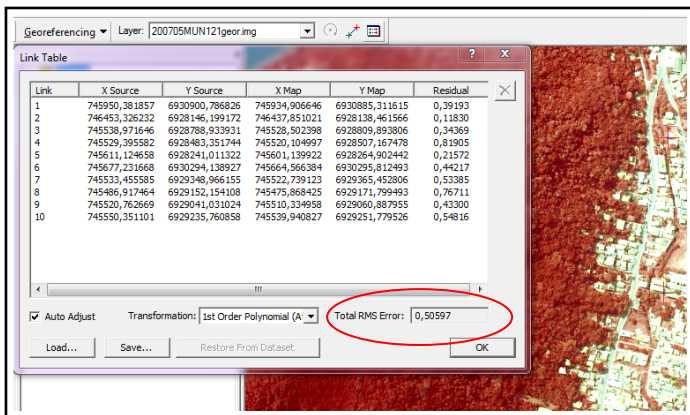 Georeferencing Layer: 200705MUN121geor.img
Link Table
Link X Source Y Source X Map Y Map Residual
1 745950,381857 6930900,786826 745934,906646 6930885,311615 0,39193
2 746453,326232 6928146,199172 746437,851021 6928138,461566 0,11830
3 745538,971646 6928788,933931 745528,502398 6928809,893806 0,34369
4 745529,395582 6928483,351744 745520,104997 6928507,167478 0,81905
5 745611,124658 6928241,011322 745601,139922 6928264,902442 0,21572
6 745677,231668 6930294,138927 745664,566384 6930295,812493 0,44217
7 745533,455585 6929348,966155 745522,739123 6929365,452806 0,53385
8 745486,917464 6929152,154108 745475,868425 6929171,799493 0,76711
9 745520,762669 6929041,031024 745510,334958 6929060,887955 0,43300
10 745550,351101 6929235,760858 745539,940827 6929251,779526 0,54816
Auto Adjust Transformation: 1st Order Polynomial (A Total RMS Error: 0,50597
Load... Save... Restore From Dataset OK